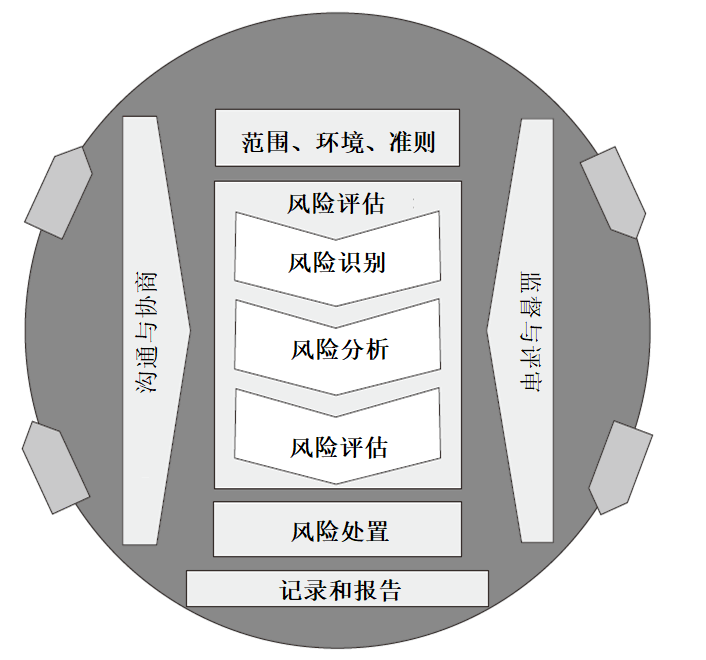 范围、环境、准则
风险评估
风险识别
风险分析
风险评估
沟通与协商
监督与评审
风险处置
记录和报告